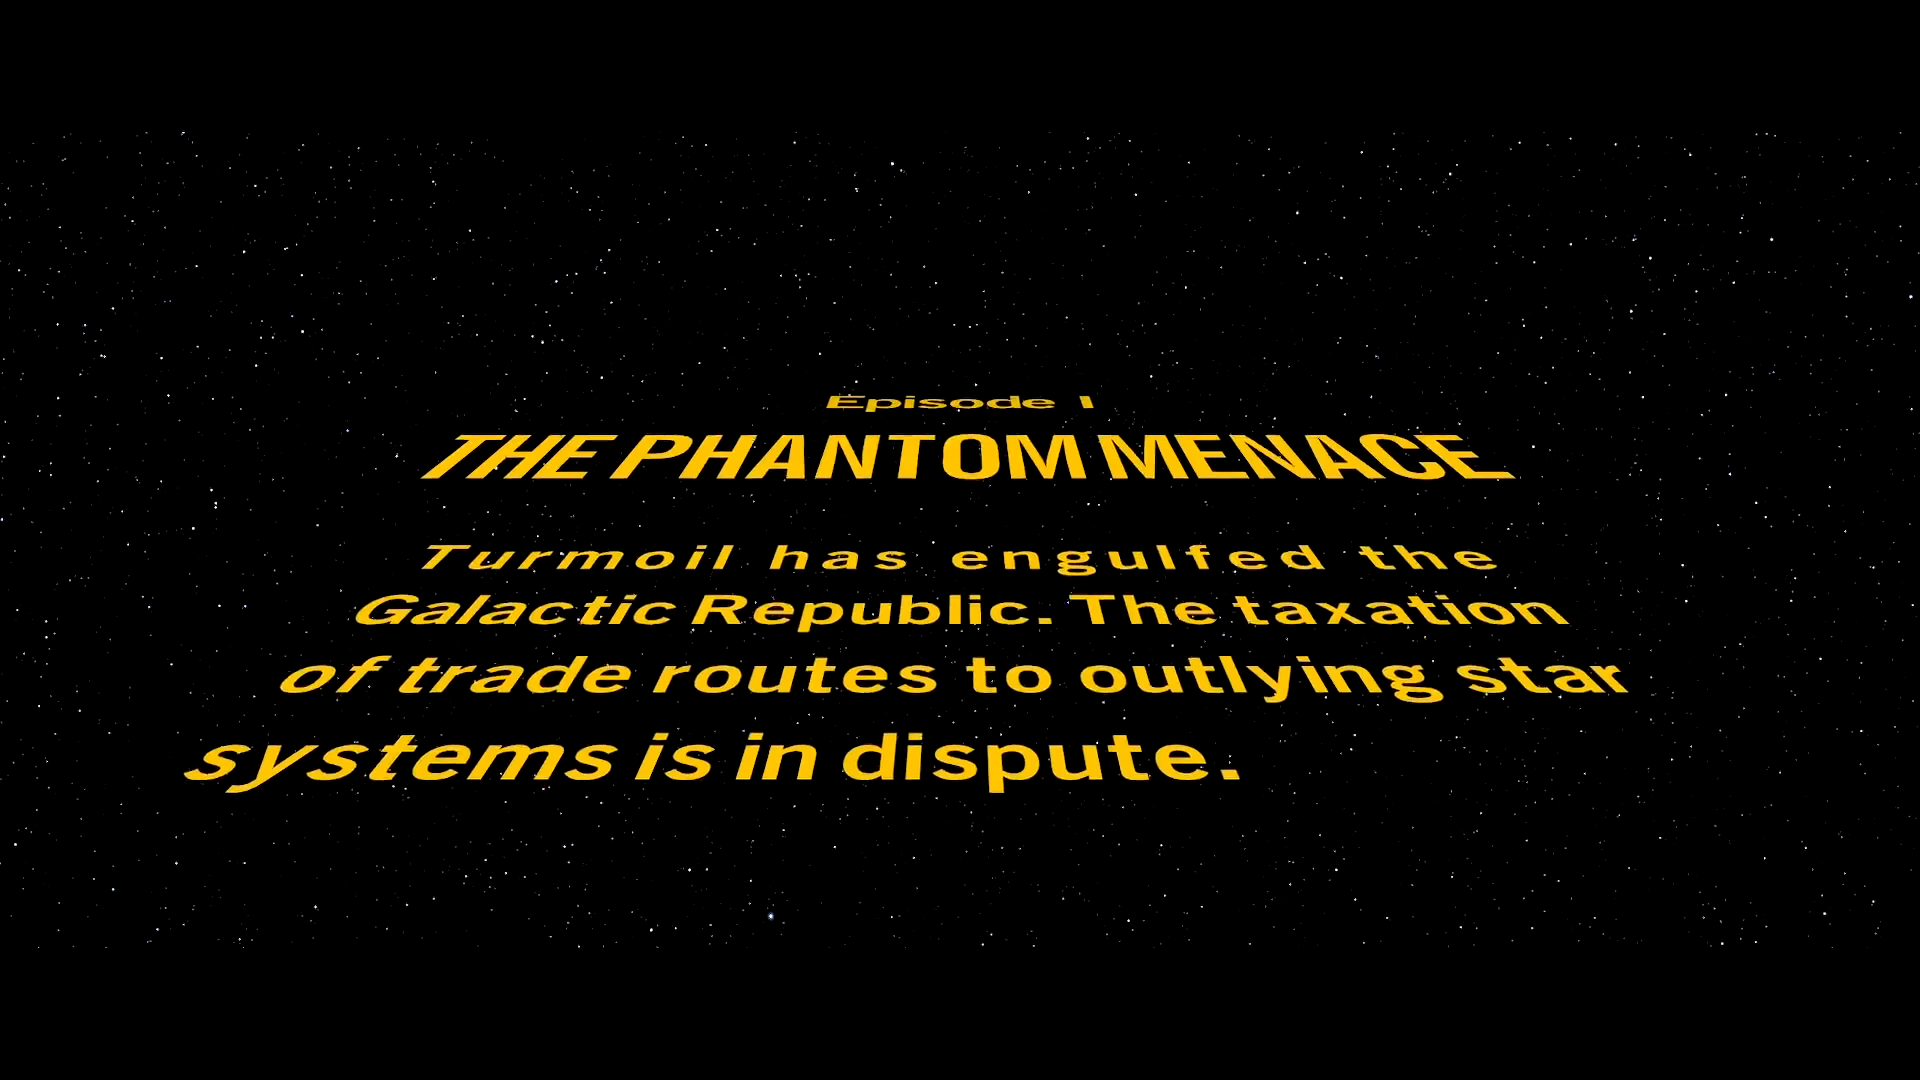 Episode I
THE PHANTOM MENACE
Turmoil has engulfed the
Galactic Republic. The taxation
of trade routes to outlying star
systems is in dispute.